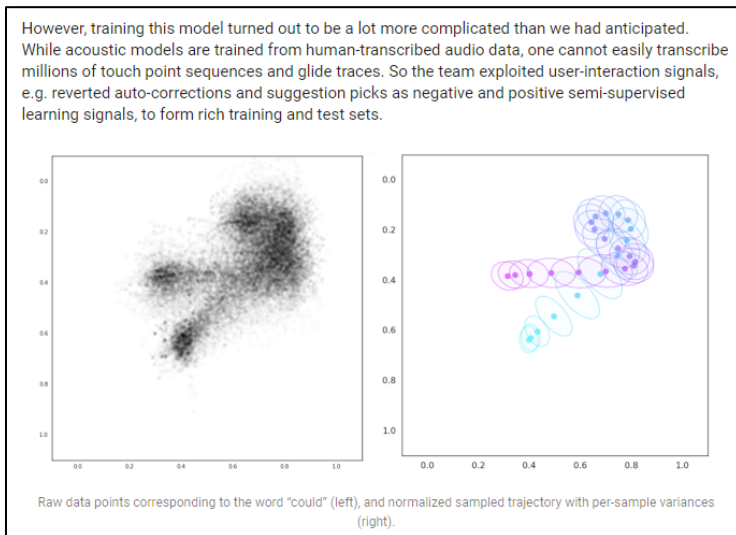 However, training this model turned out to be a lot more complicated than we had anticipated.
While acoustic models are trained from human-transcribed audio data, one cannot easily transcribe
millions of touch point sequences and glide traces. So the team exploited user-interaction signals,
e.g. reverted auto-corrections and suggestion picks as negative and positive semi-supervised
learning signals, to form rich training and test sets.
0.0
0.2
0.4
0.6
0.8
1.0
0.0 0.2 0.4 0.6 0.8 1.0
0.0
0.2
0.4
0.6
0.8
1.0
0.0 0.2 0.4 0.6 0.8 1.0
Raw data points corresponding to the word "could" (left), and normalized sampled trajectory with per-sample variances
(right).